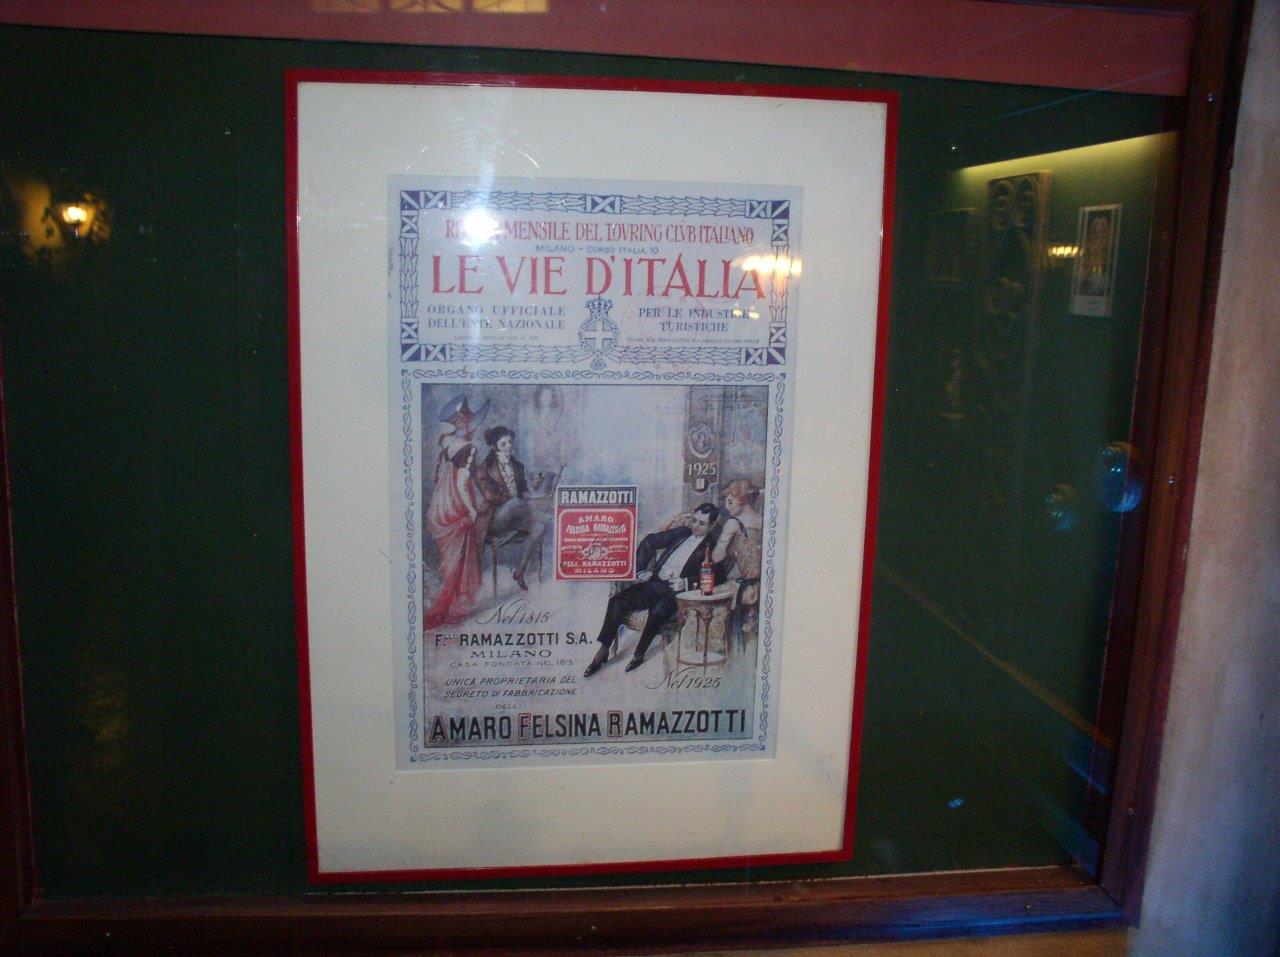 MENSILE DEL TOVRING CLVB ITALIANO
MILANO - CORSO ITALIA 10
LE VIE D'ITALIA
ORGANO UFFICIALE
DELL'ENTE NAZIONALE
PER LE INDUSTRIE
TURISTICHE
1925
RAMAZZOTTI
AMARO
FELSINA RAMAZZOTTI
F.LLI RAMAZZOTTI
MILANO
Nel 1815
F.LLI RAMAZZOTTI S.A.
MILANO
CASA FONDATA NEL 1815
UNICA PROPRIETARIA DEL
SEGRETO DI FABBRICAZIONE
DELL'
Nel 1925
AMARO FELSINA RAMAZZOTTI